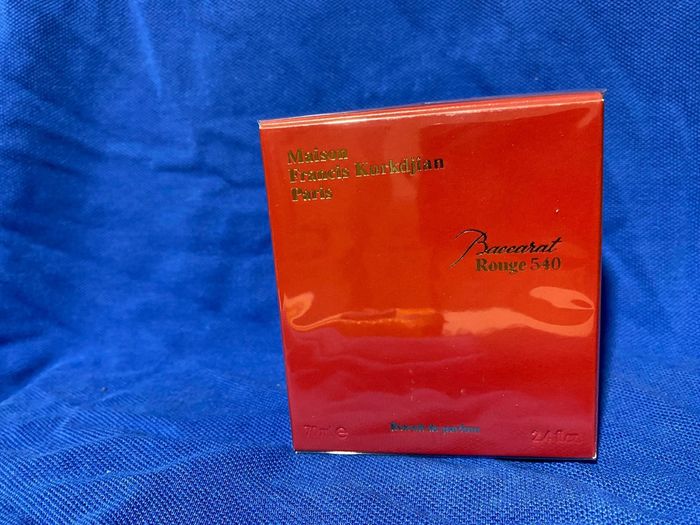 Maison
Francis Kurkdjian
Paris
Baccarat
Rouge 540
70 ml e Extrait de parfum 2.4 fl.oz.